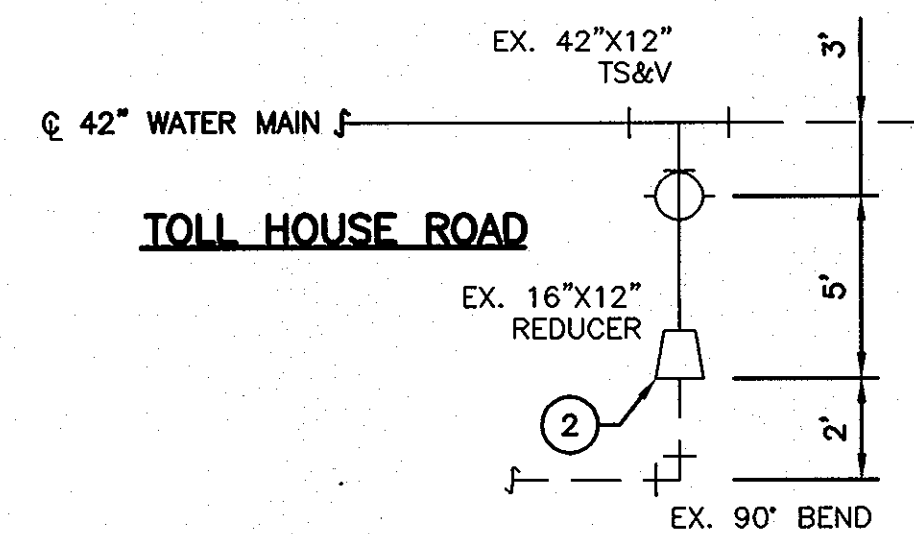 EX. 42"X12"
TS&V
3'
℄ 42" WATER MAIN
TOLL HOUSE ROAD
EX. 16"X12"
REDUCER
5'
2
2'
EX. 90° BEND